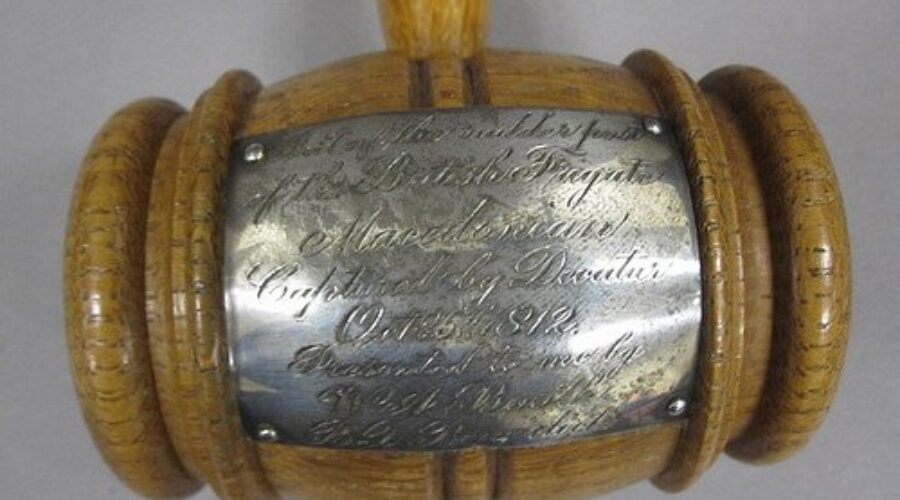 of the rudder post
of the British Frigate
Macedonian
Captured by Decatur
Oct 25th 1812.
Presented to me by